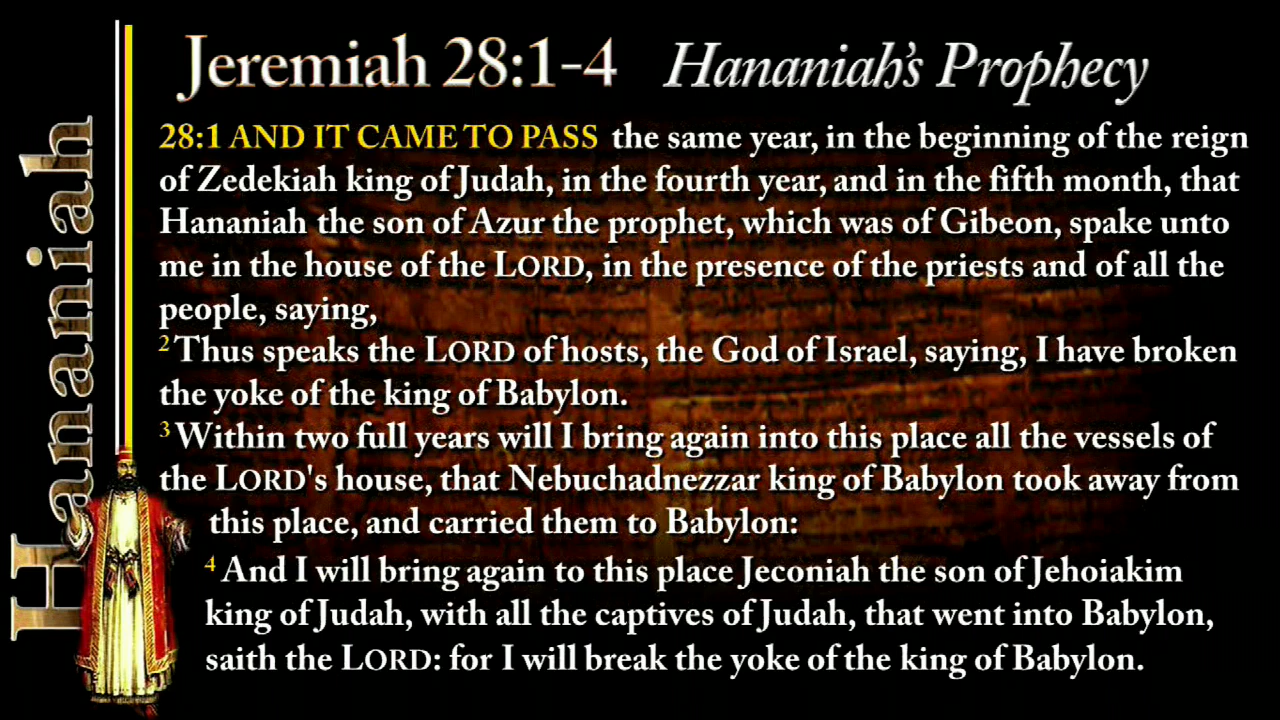 Jeremiah 28:1-4 Hananiah's Prophecy
Hananiah
28:1 AND IT CAME TO PASS the same year, in the beginning of the reign
of Zedekiah king of Judah, in the fourth year, and in the fifth month, that
Hananiah the son of Azur the prophet, which was of Gibeon, spake unto
me in the house of the LORD, in the presence of the priests and of all the
people, saying,
2 Thus speaks the LORD of hosts, the God of Israel, saying, I have broken
the yoke of the king of Babylon.
3 Within two full years will I bring again into this place all the vessels of
the LORD's house, that Nebuchadnezzar king of Babylon took away from
this place, and carried them to Babylon:
4 And I will bring again to this place Jeconiah the son of Jehoiakim
king of Judah, with all the captives of Judah, that went into Babylon,
saith the LORD: for I will break the yoke of the king of Babylon.